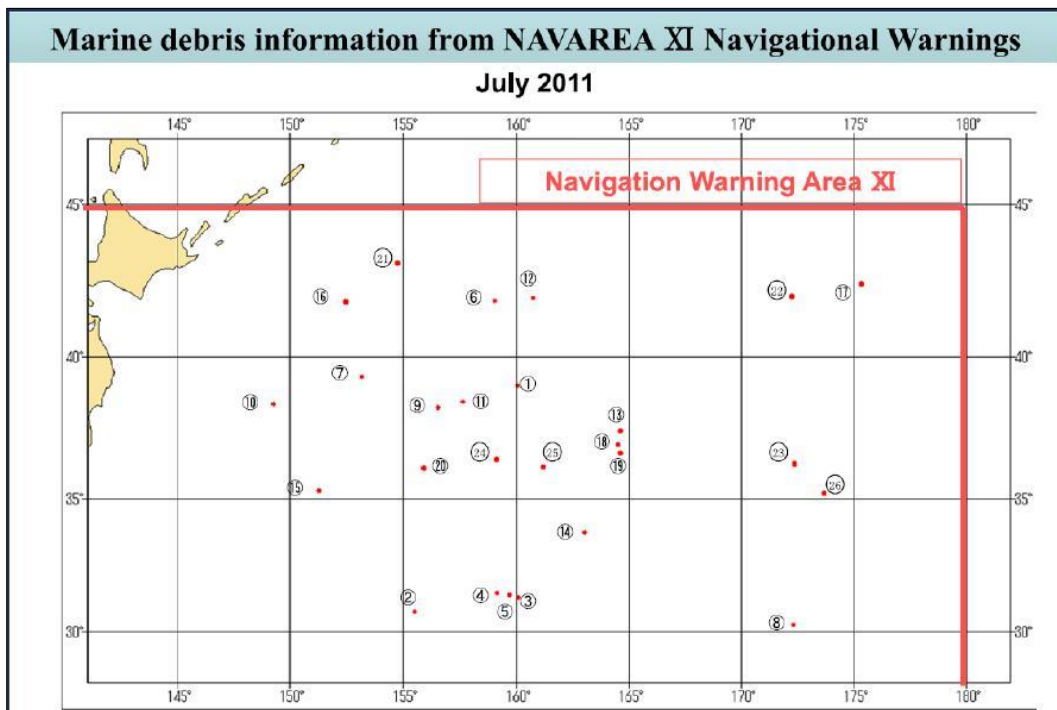 Marine debris information from NAVAREA Ⅺ Navigational Warnings
July 2011
145° 150° 155° 160° 165° 170° 175° 180°
Navigation Warning Area Ⅺ
45° 45°
㉑
⑫
⑯ ⑥ ㉒ ⑰
40° 40°
⑦
①
⑩ ⑨ ⑪ ⑬
⑱
㉔ ㉕ ㉓
⑳ ⑲
⑮ ㉖
35° 35°
⑭
② ④ ③
⑤
⑧
30° 30°
145° 150° 155° 160° 165° 170° 175° 180°